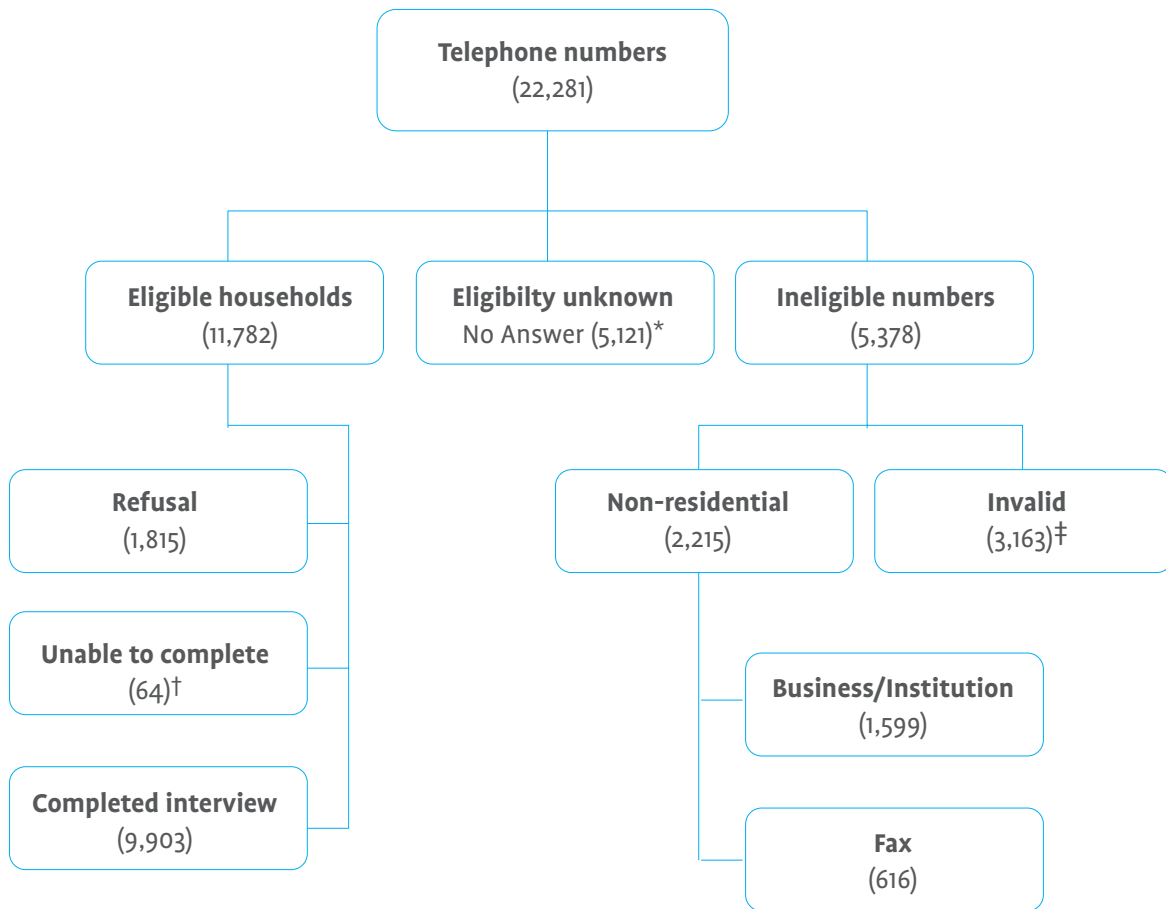 Telephone numbers
(22,281)
Eligible households
(11,782)
Eligibilty unknown
No Answer (5,121)*
Ineligible numbers
(5,378)
Refusal
(1,815)
Unable to complete
(64)†
Completed interview
(9,903)
Non-residential
(2,215)
Invalid
(3,163)‡
Business/Institution
(1,599)
Fax
(616)